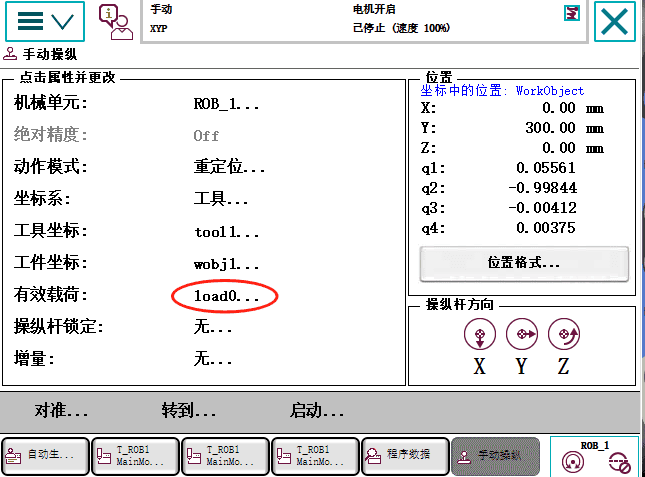 手动
XYP
电机开启
已停止 (速度 100%)
手动操纵
点击属性并更改
机械单元: ROB_1...
绝对精度: Off
动作模式: 重定位...
坐标系: 工具...
工具坐标: tool1...
工件坐标: wobj1...
有效载荷: load0...
操纵杆锁定: 无...
增量: 无...
位置
坐标中的位置: WorkObject
X: 0.00 mm
Y: 300.00 mm
Z: 0.00 mm
q1: 0.05561
q2: -0.99844
q3: -0.00412
q4: 0.00375
位置格式...
操纵杆方向
X Y Z
对准... 转到... 启动...
自动生...
T_ROB1
MainMo...
T_ROB1
MainMo...
T_ROB1
MainMo...
程序数据
手动操纵
ROB_1